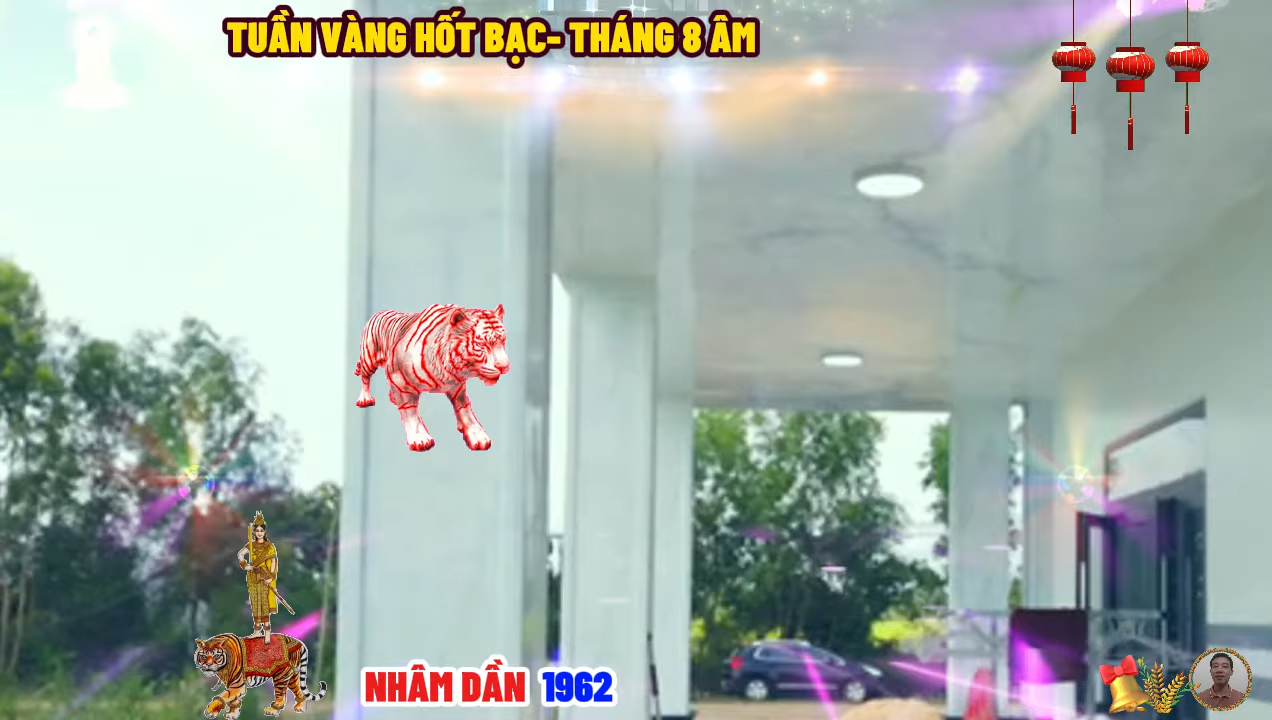 TUẦN VÀNG HỐT BẠC- THÁNG 8 ÂM
NHÂM DẦN 1962